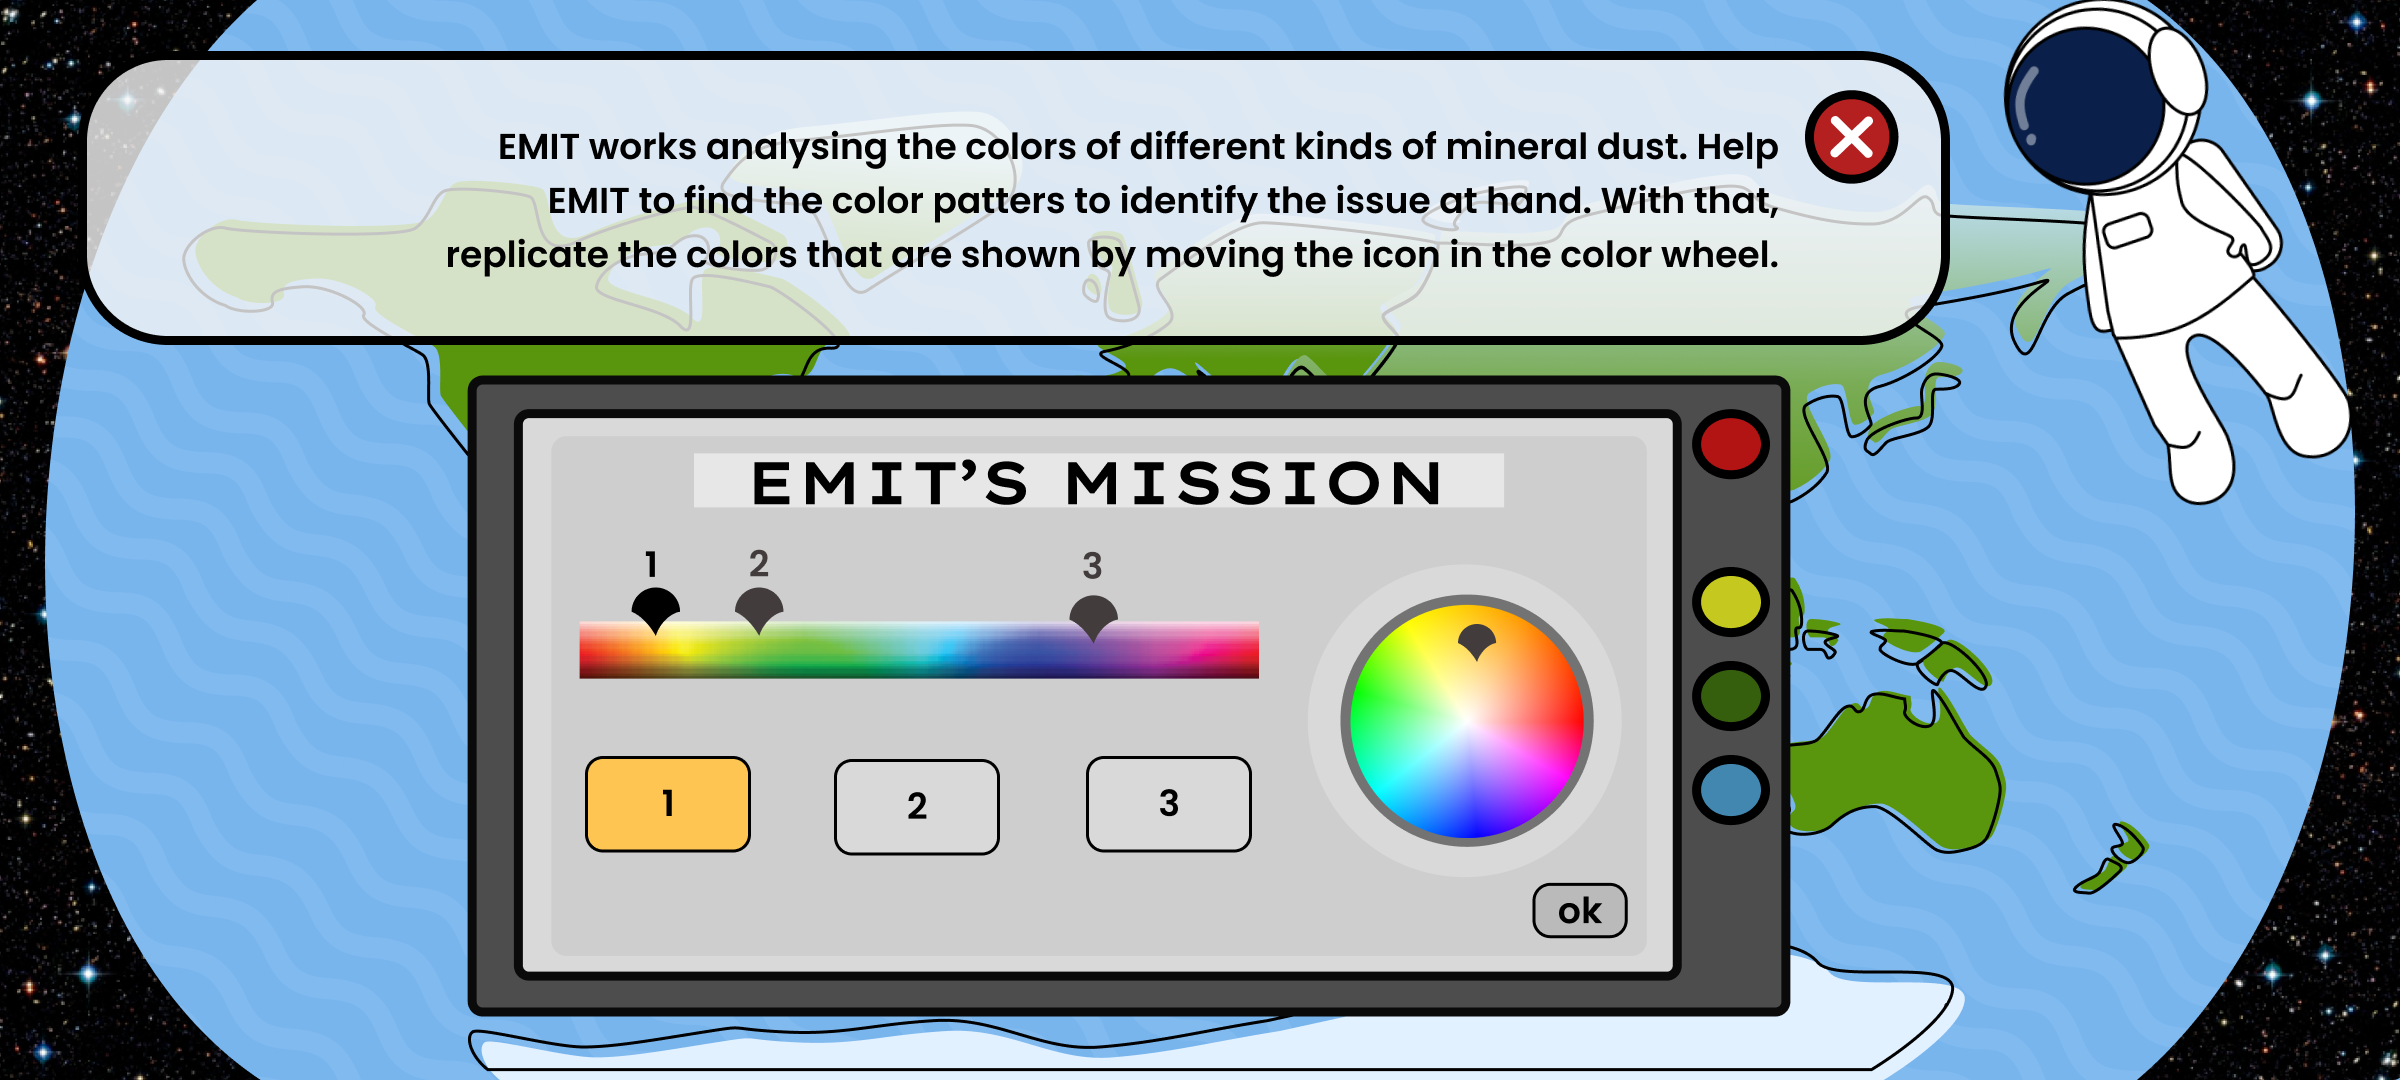 EMIT works analysing the colors of different kinds of mineral dust. Help
EMIT to find the color patters to identify the issue at hand. With that,
replicate the colors that are shown by moving the icon in the color wheel.
EMIT’S MISSION
1 2 3
1 2 3
ok